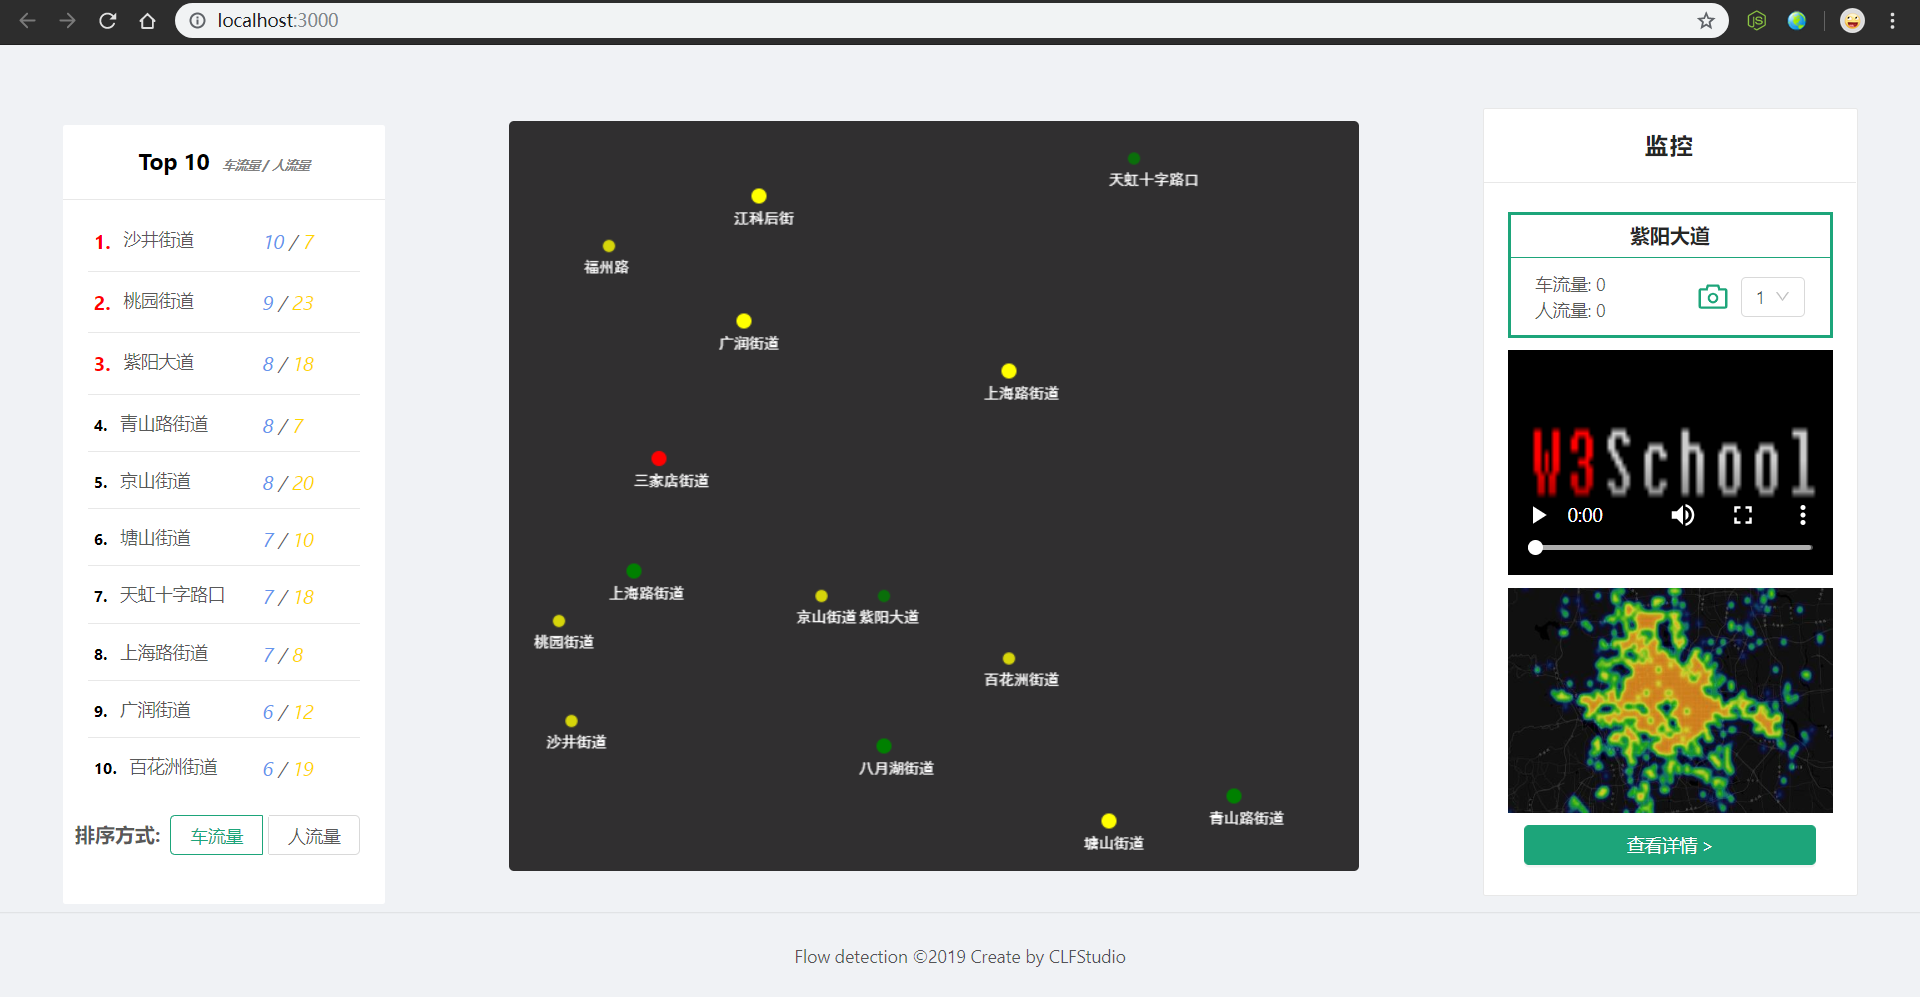 localhost:3000
Top 10 车流量 / 人流量
1. 沙井街道 10 / 7
2. 桃园街道 9 / 23
3. 紫阳大道 8 / 18
4. 青山路街道 8 / 7
5. 京山街道 8 / 20
6. 塘山街道 7 / 10
7. 天虹十字路口 7 / 18
8. 上海路街道 7 / 8
9. 广润街道 6 / 12
10. 百花洲街道 6 / 19
排序方式: 车流量 人流量
天虹十字路口
江科后街
福州路
广润街道
上海路街道
三家店街道
上海路街道
京山街道 紫阳大道
桃园街道
百花洲街道
沙井街道
八月湖街道
青山路街道
塘山街道
监控
紫阳大道
车流量: 0
人流量: 0
1
W3School
0:00
查看详情 >
Flow detection ©2019 Create by CLFStudio